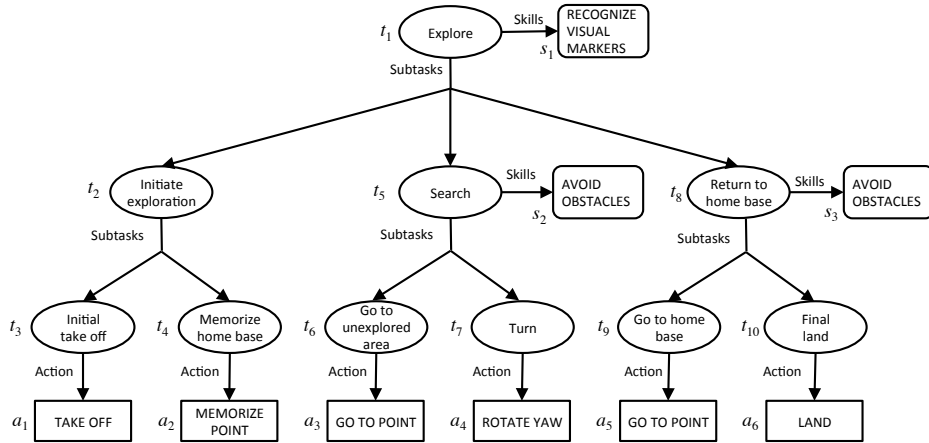 t1
Explore
Skills
RECOGNIZE
VISUAL
MARKERS
s1
Subtasks
t2
Initiate
exploration
t5
Search
Skills
AVOID
OBSTACLES
s2
t8
Return to
home base
Skills
AVOID
OBSTACLES
s3
Subtasks
Subtasks
Subtasks
t3
Initial
take off
t4
Memorize
home base
t6
Go to
unexplored
area
t7
Turn
t9
Go to home
base
t10
Final
land
Action
Action
Action
Action
Action
Action
a1
TAKE OFF
a2
MEMORIZE
POINT
a3
GO TO POINT
a4
ROTATE YAW
a5
GO TO POINT
a6
LAND